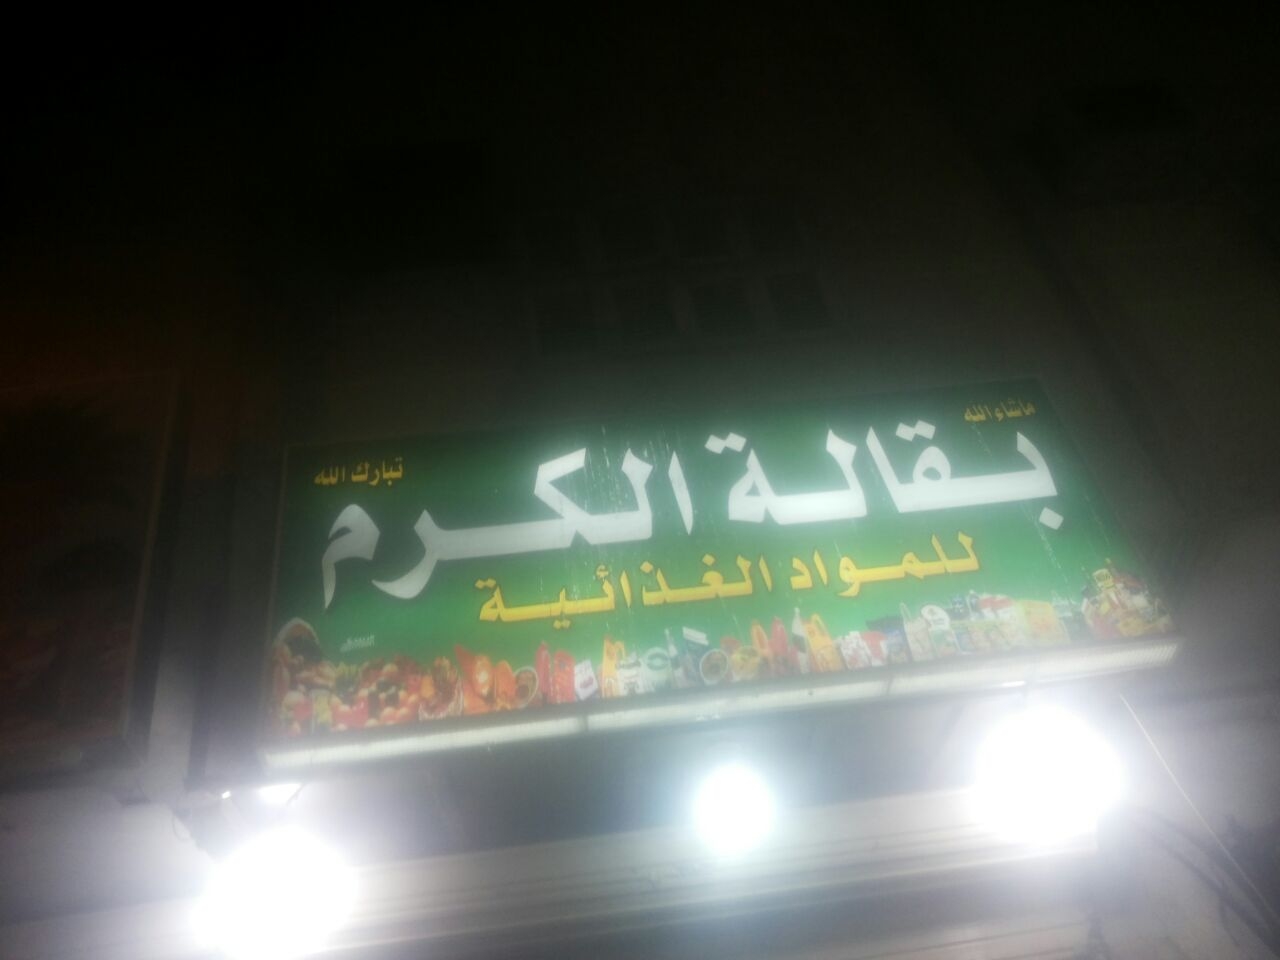 ماشاء الله
تبارك الله
بقالة الكرم
للمواد الغذائية